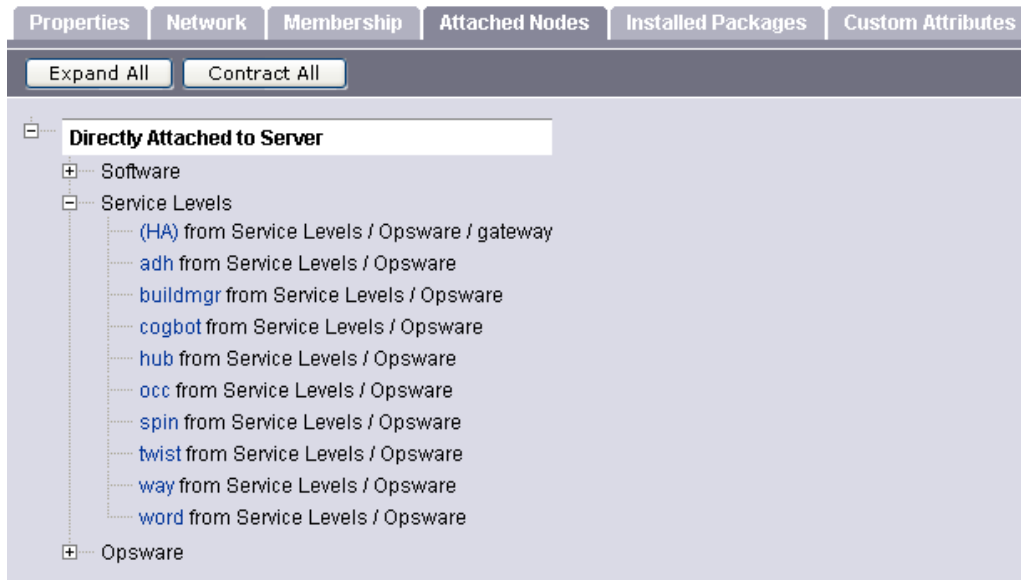 Properties Network Membership Attached Nodes Installed Packages Custom Attributes
Expand All Contract All
Directly Attached to Server
Software
Service Levels
(HA) from Service Levels / Opsware / gateway
adh from Service Levels / Opsware
buildmgr from Service Levels / Opsware
cogbot from Service Levels / Opsware
hub from Service Levels / Opsware
occ from Service Levels / Opsware
spin from Service Levels / Opsware
twist from Service Levels / Opsware
way from Service Levels / Opsware
word from Service Levels / Opsware
Opsware